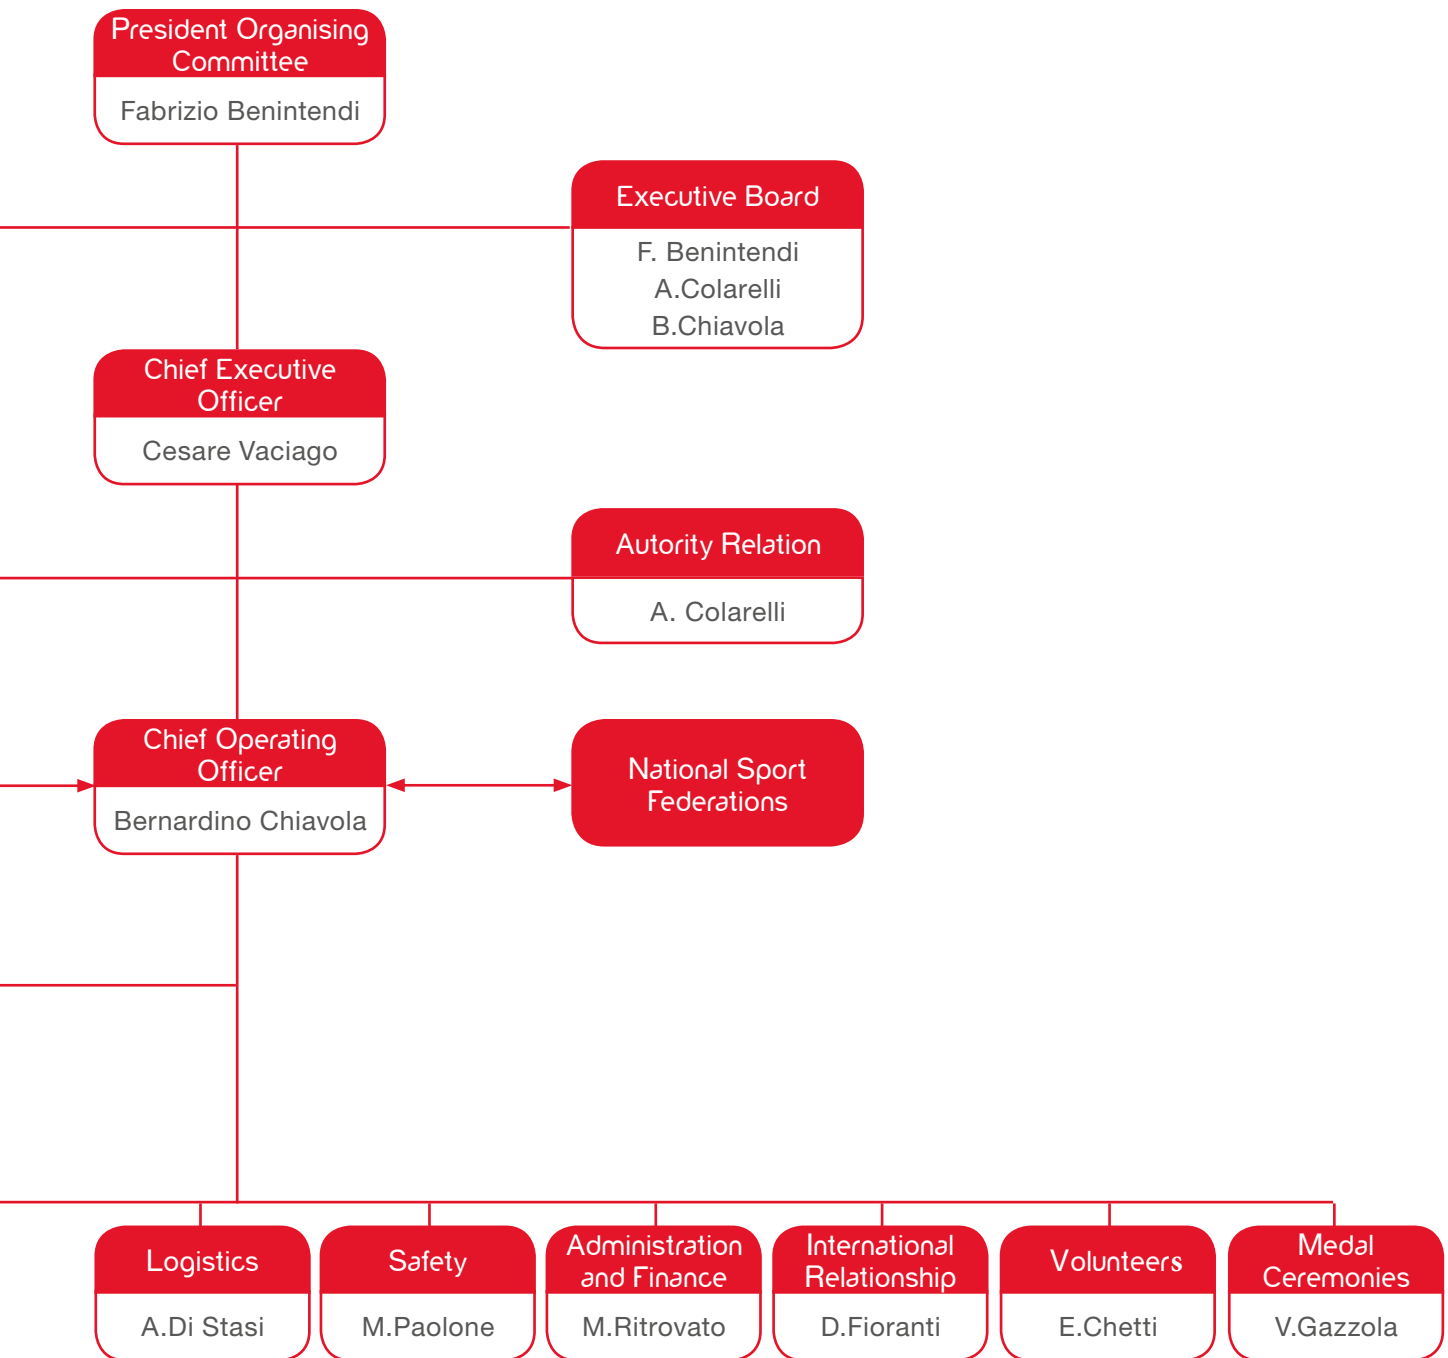 President Organising
Committee
Fabrizio Benintendi
Executive Board
F. Benintendi
A.Colarelli
B.Chiavola
Chief Executive
Officer
Cesare Vaciago
Autority Relation
A. Colarelli
Chief Operating
Officer
Bernardino Chiavola
National Sport
Federations
Logistics
A.Di Stasi
Safety
M.Paolone
Administration
and Finance
M.Ritrovato
International
Relationship
D.Fioranti
Volunteers
E.Chetti
Medal
Ceremonies
V.Gazzola